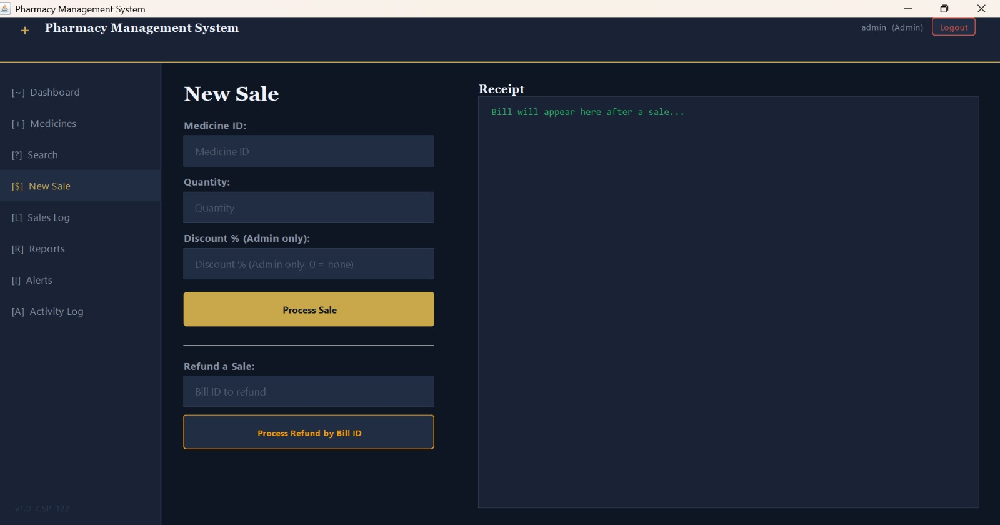 Pharmacy Management System
+ Pharmacy Management System
admin (Admin) Logout
[~] Dashboard
[+] Medicines
[?] Search
[$] New Sale
[L] Sales Log
[R] Reports
[!] Alerts
[A] Activity Log
v1.0 CSP-122
New Sale
Medicine ID:
Medicine ID
Quantity:
Quantity
Discount % (Admin only):
Discount % (Admin only, 0 = none)
Process Sale
Refund a Sale:
Bill ID to refund
Process Refund by Bill ID
Receipt
Bill will appear here after a sale...